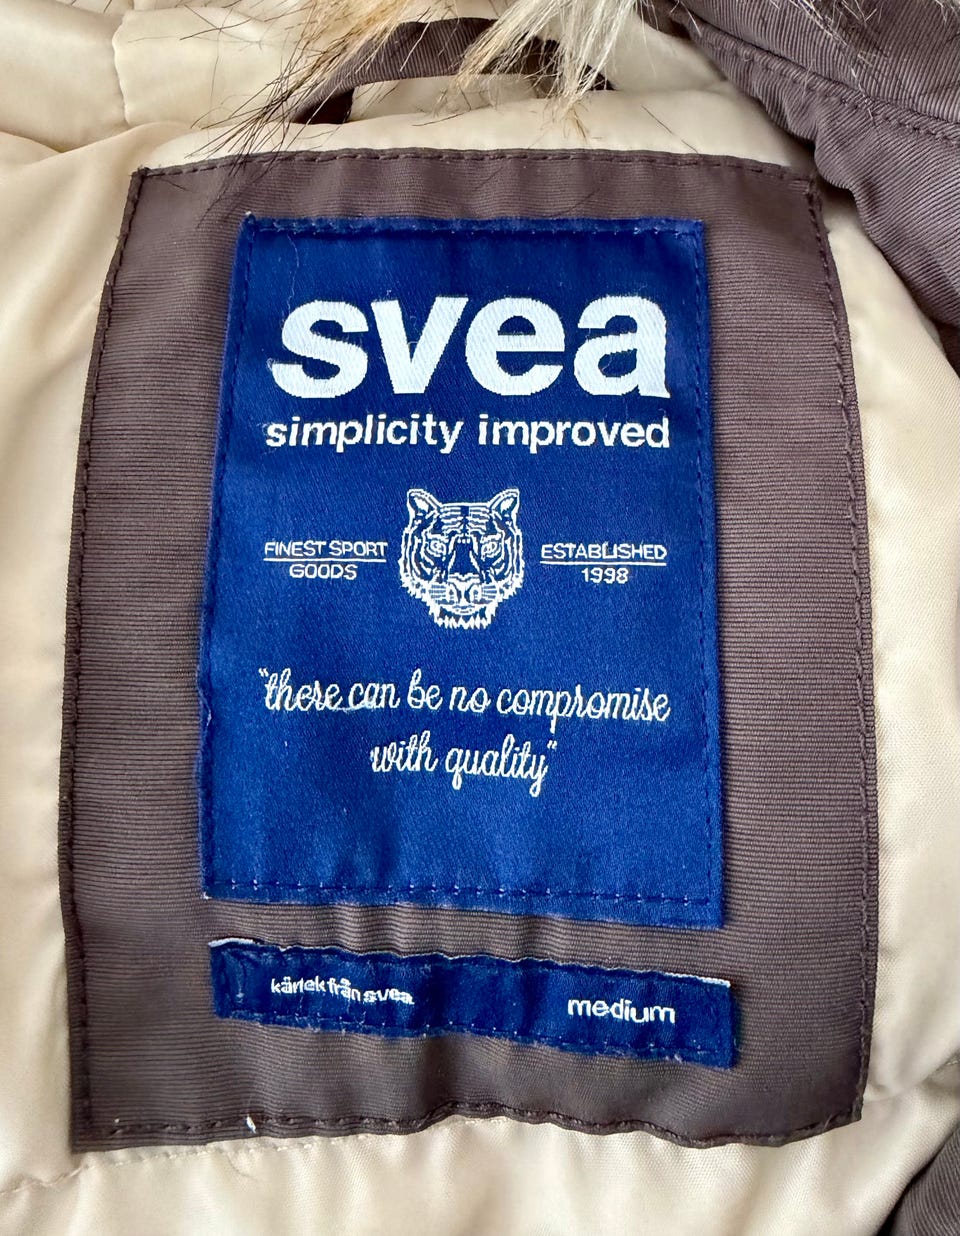 svea
simplicity improved
FINEST SPORT
GOODS
ESTABLISHED
1998
"there can be no compromise
with quality"
kärlek från svea
medium